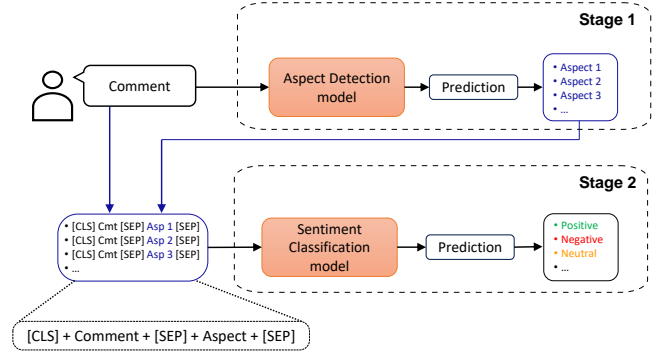 Stage 1
Comment
Aspect Detection
model
Prediction
• Aspect 1
• Aspect 2
• Aspect 3
• ...
Stage 2
• [CLS] Cmt [SEP] Asp 1 [SEP]
• [CLS] Cmt [SEP] Asp 2 [SEP]
• [CLS] Cmt [SEP] Asp 3 [SEP]
• ...
Sentiment
Classification
model
Prediction
• Positive
• Negative
• Neutral
• ...
[CLS] + Comment + [SEP] + Aspect + [SEP]